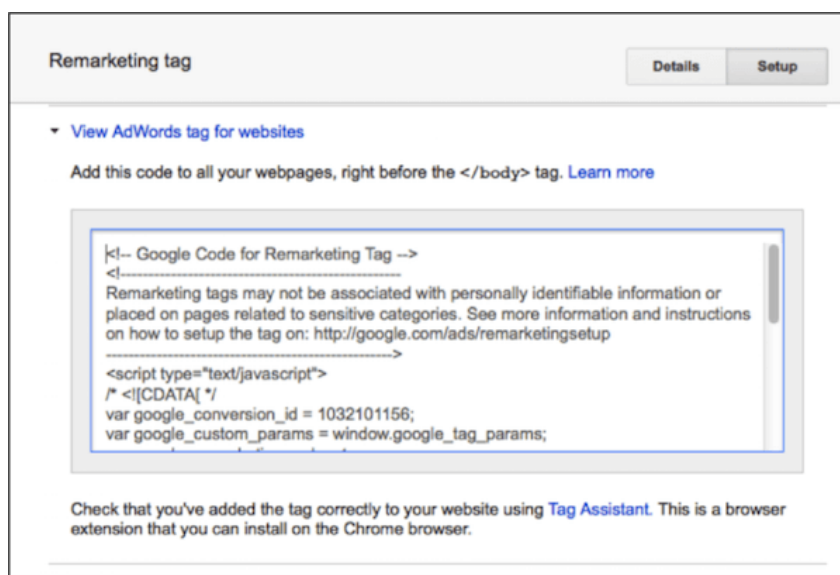 Remarketing tag
Details
Setup
View AdWords tag for websites
Add this code to all your webpages, right before the </body> tag. Learn more
<!-- Google Code for Remarketing Tag -->
<!--------------------------------------------------
Remarketing tags may not be associated with personally identifiable information or
placed on pages related to sensitive categories. See more information and instructions
on how to setup the tag on: http://google.com/ads/remarketingsetup
--------------------------------------------------->
<script type="text/javascript">
/* <![CDATA[ */
var google_conversion_id = 1032101156;
var google_custom_params = window.google_tag_params;
Check that you've added the tag correctly to your website using Tag Assistant. This is a browser
extension that you can install on the Chrome browser.